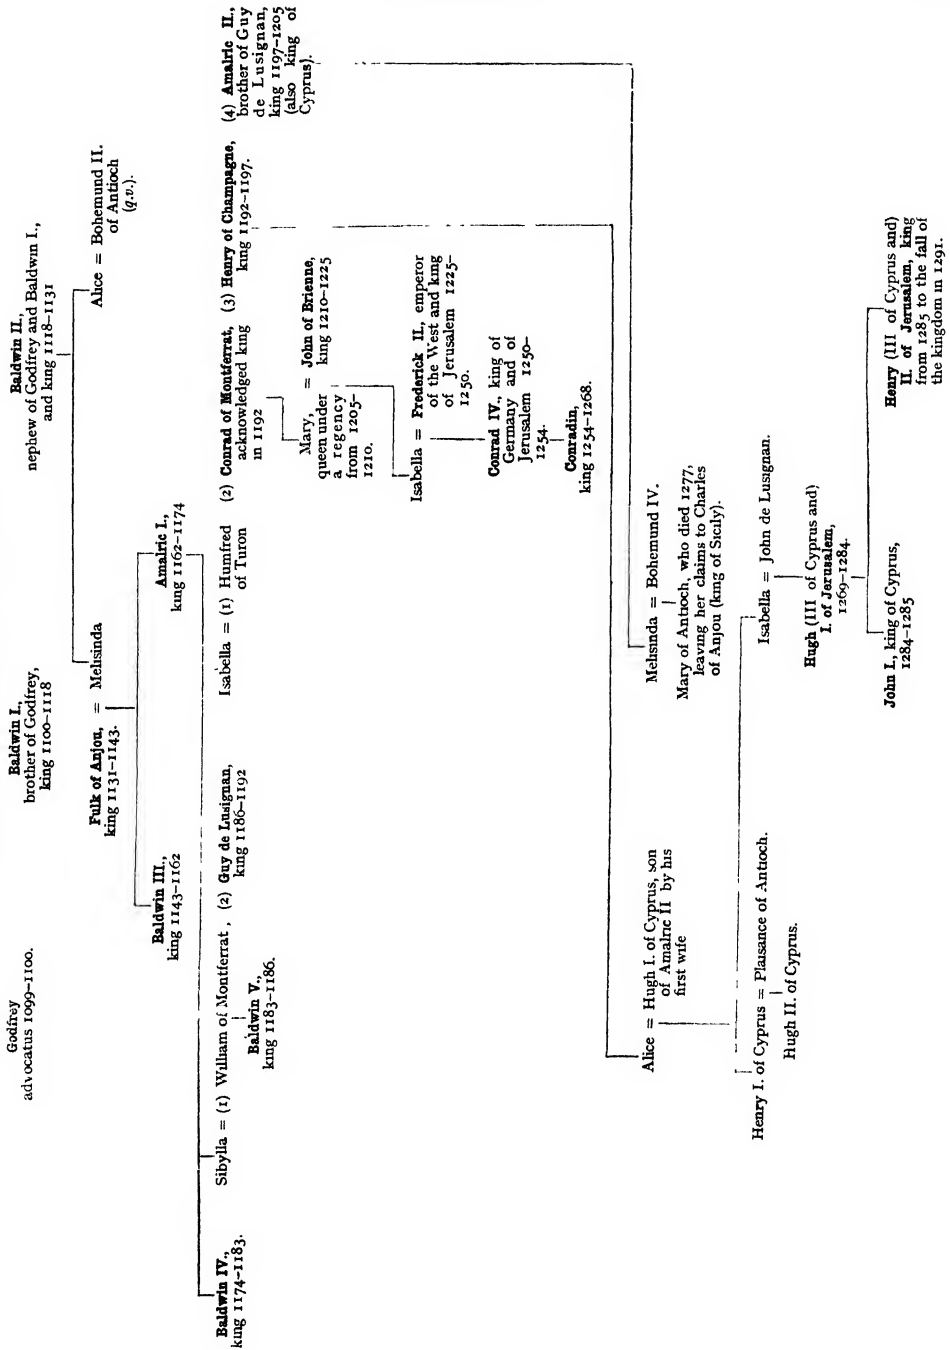 Godfrey
advocatus 1099–1100.
Baldwin I.,
brother of Godfrey,
king 1100–1118
Baldwin II.,
nephew of Godfrey and Baldwin I.,
and king 1118–1131
Fulk of Anjou, = Melisinda
king 1131–1143.
Alice = Bohemund II.
of Antioch
(q.v.).
Baldwin III.,
king 1143–1162
Amalric I.,
king 1162–1174
Baldwin IV.,
king 1174–1183.
Sibylla = (1) William of Montferrat, (2) Guy de Lusignan,
king 1186–1192
Baldwin V.,
king 1183–1186.
Isabella = (1) Humfred
of Turon
(2) Conrad of Montferrat,
acknowledged king
in 1192
(3) Henry of Champagne,
king 1192–1197.
(4) Amalric II.,
brother of Guy
de Lusignan,
king 1197–1205
(also king of
Cyprus).
Mary, = John of Brienne,
queen under king 1210–1225
a regency
from 1205–
1210.
Isabella = Frederick II., emperor
of the West and king
of Jerusalem 1225–
1250.
Conrad IV., king of
Germany and of
Jerusalem 1250–
1254.
Conradin,
king 1254–1268.
Alice = Hugh I. of Cyprus, son
of Amalric II by his
first wife
Melisinda = Bohemund IV.
Mary of Antioch, who died 1277,
leaving her claims to Charles
of Anjou (king of Sicily).
Henry I. of Cyprus = Plaisance of Antioch.
Hugh II. of Cyprus.
Isabella = John de Lusignan.
Hugh (III of Cyprus and)
I. of Jerusalem,
1269–1284.
John I., king of Cyprus,
1284–1285
Henry (III of Cyprus and)
II. of Jerusalem, king
from 1285 to the fall of
the kingdom in 1291.